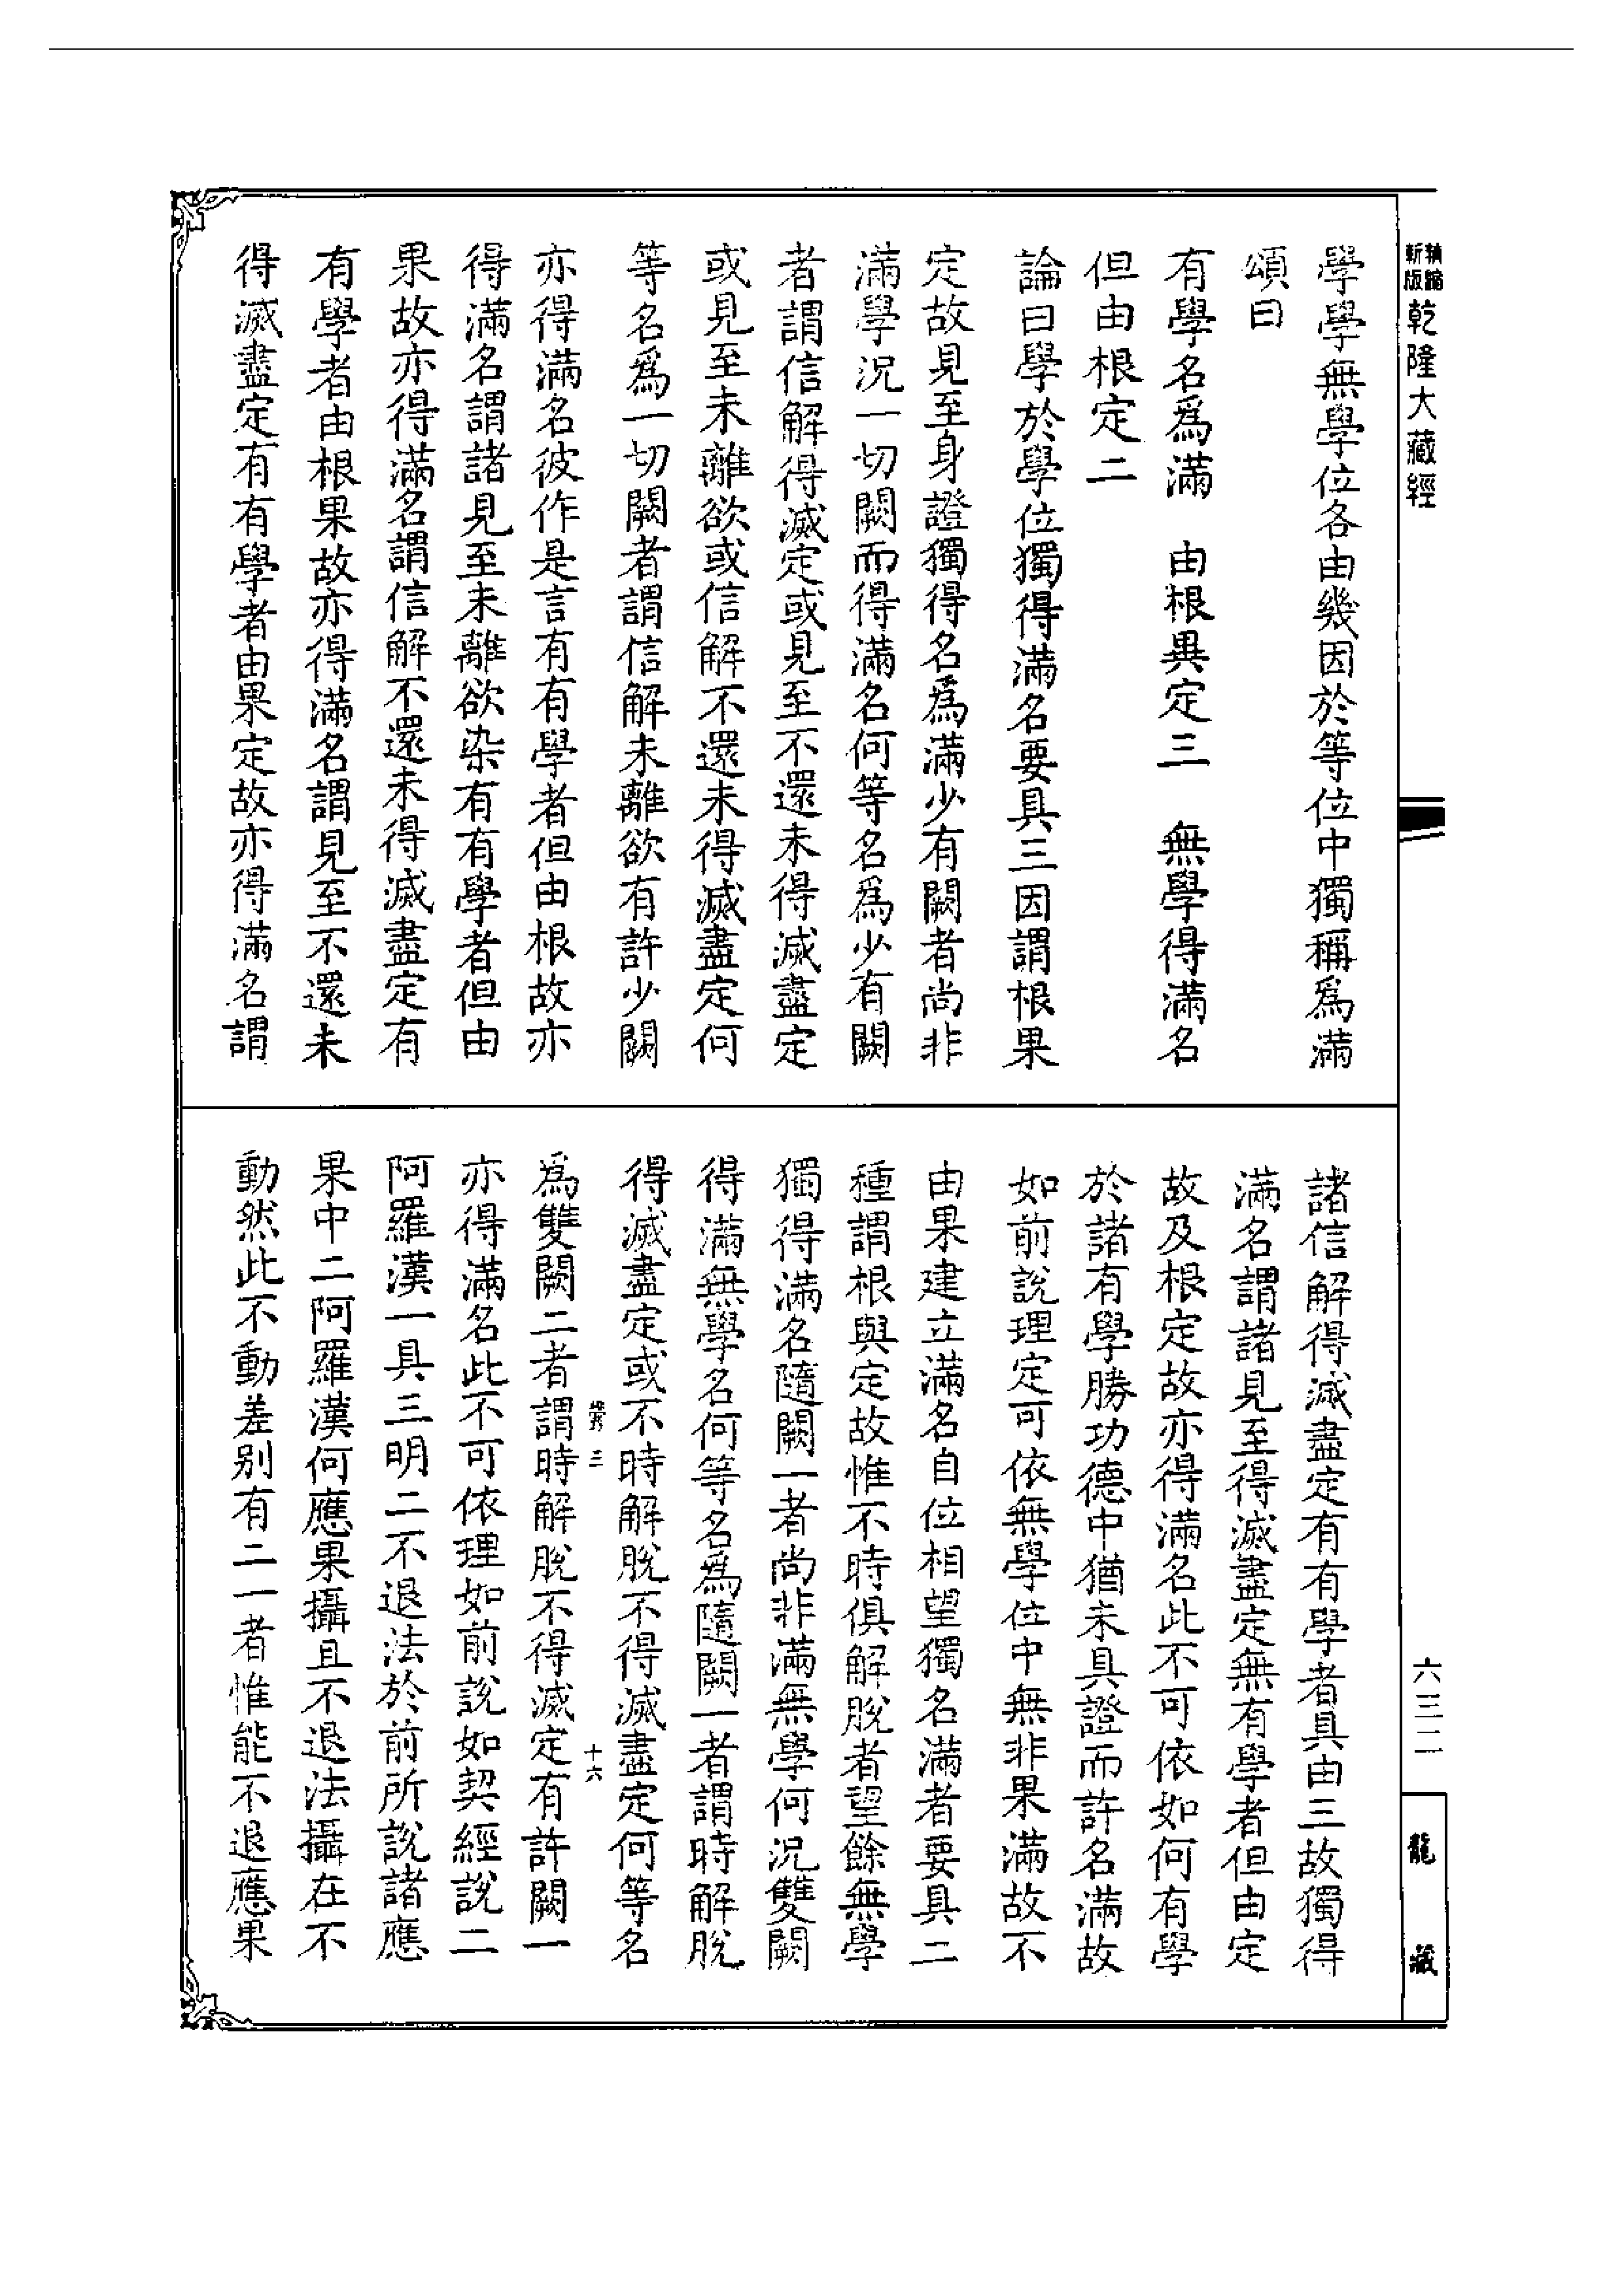 精縮新版
乾隆大藏經
學學無學位各由幾因於等位中獨稱爲滿
頌曰
有學名爲滿　由根果定三　無學得滿名
但由根定二
論曰學於學位獨得滿名要具三因謂根果
定故見至身證獨得名爲滿少有闕者尚非
滿學況一切闕而得滿名何等名爲少有闕
者謂信解得滅定或見至不還未得滅盡定
或見至未離欲或信解不還未得滅盡定何
等名爲一切闕者謂信解未離欲有許少闕
亦得滿名彼作是言有有學者但由根故亦
得滿名謂諸見至未離欲染有有學者但由
果故亦得滿名謂信解不還未得滅盡定有
有學者由根果故亦得滿名謂見至不還未
得滅盡定有有學者由果定故亦得滿名謂
諸信解得滅盡定有有學者具由三故獨得
滿名謂諸見至得滅盡定無有學者但由定
故及根定故亦得滿名此不可依如何有學
於諸有學勝功德中猶未具證而許名滿故
如前說理定可依無學位中無非果滿故不
由果建立滿名自位相望獨名滿者要具二
種謂根與定故惟不時俱解脫者望餘無學
獨得滿名隨闕一者尚非滿無學何況雙闕
得滿無學名何等名爲隨闕一者謂時解脫
得滅盡定或不時解脫不得滅盡定何等名
三　十六
爲雙闕二者謂時解脫不得滅定有許闕一
亦得滿名此不可依理如前說如契經說二
阿羅漢一具三明二不退法於前所說諸應
果中二阿羅漢何應果攝且不退法攝在不
動然此不動差别有二一者惟能不退應果
六三二
龍藏